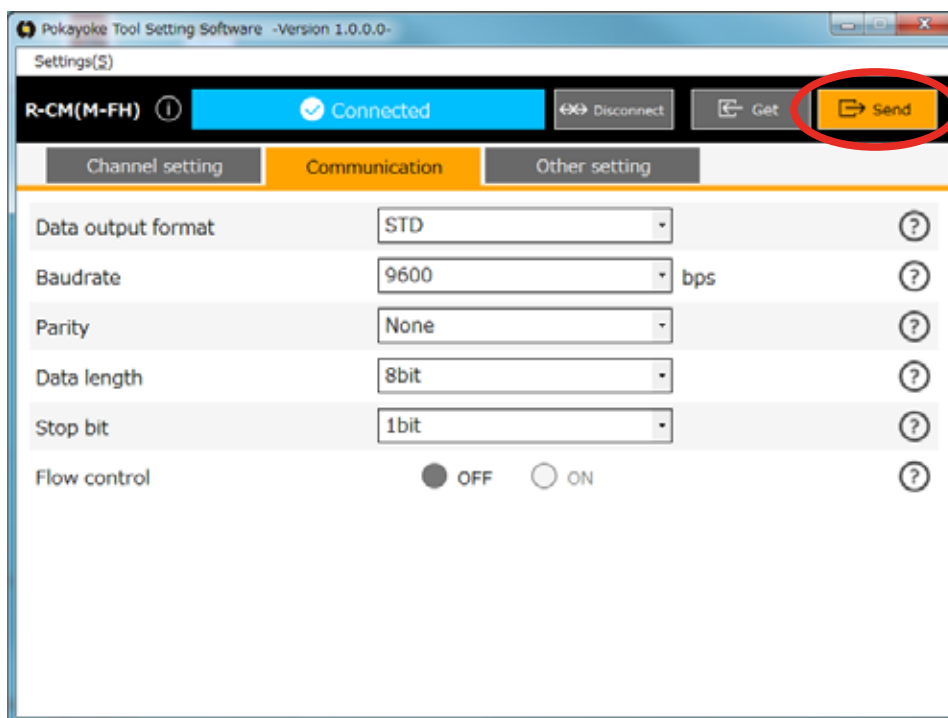 Pokayoke Tool Setting Software -Version 1.0.0.0-
Settings(S)
R-CM(M-FH) i Connected Disconnect Get Send
Channel setting Communication Other setting
Data output format STD ?
Baudrate 9600 bps ?
Parity None ?
Data length 8bit ?
Stop bit 1bit ?
Flow control OFF ON ?